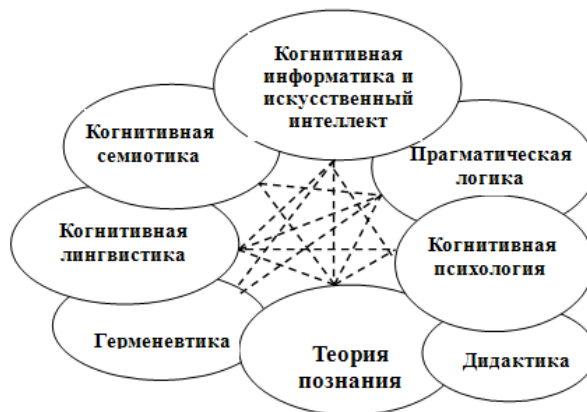 Когнитивная
информатика и
искусственный
интеллект
Когнитивная
семиотика
Прагматическая
логика
Когнитивная
лингвистика
Когнитивная
психология
Герменевтика
Теория
познания
Дидактика